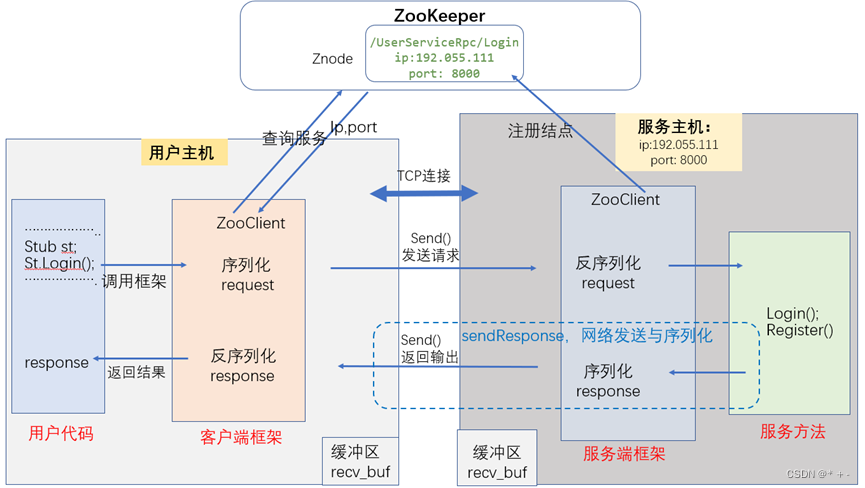 ZooKeeper
Znode
/UserServiceRpc/Login
ip:192.055.111
port: 8000
查询服务
Ip,port
注册结点
用户主机
服务主机：
ip:192.055.111
port: 8000
TCP连接
ZooClient
ZooClient
Stub st;
St.Login();
调用框架
序列化
request
Send()
发送请求
反序列化
request
Login();
Register()
sendResponse，网络发送与序列化
response
返回结果
反序列化
response
Send()
返回输出
序列化
response
用户代码
客户端框架
服务端框架
服务方法
缓冲区
recv_buf
缓冲区
recv_buf